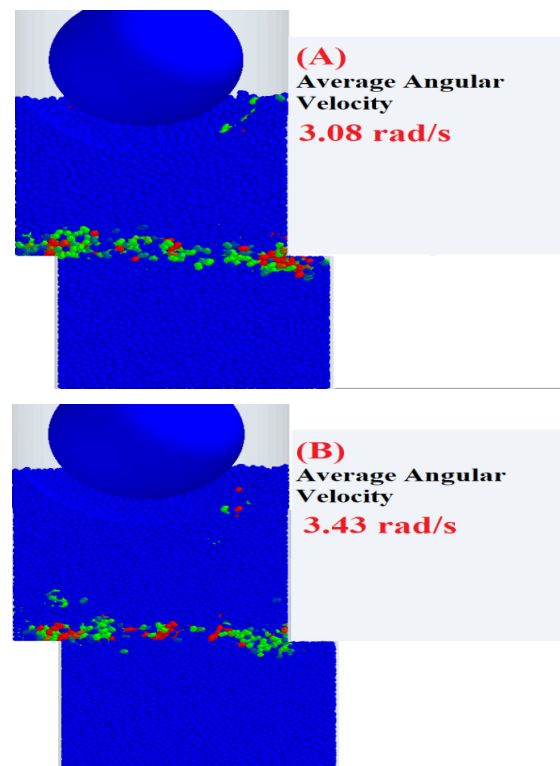 (A)
Average Angular
Velocity
3.08 rad/s
(B)
Average Angular
Velocity
3.43 rad/s